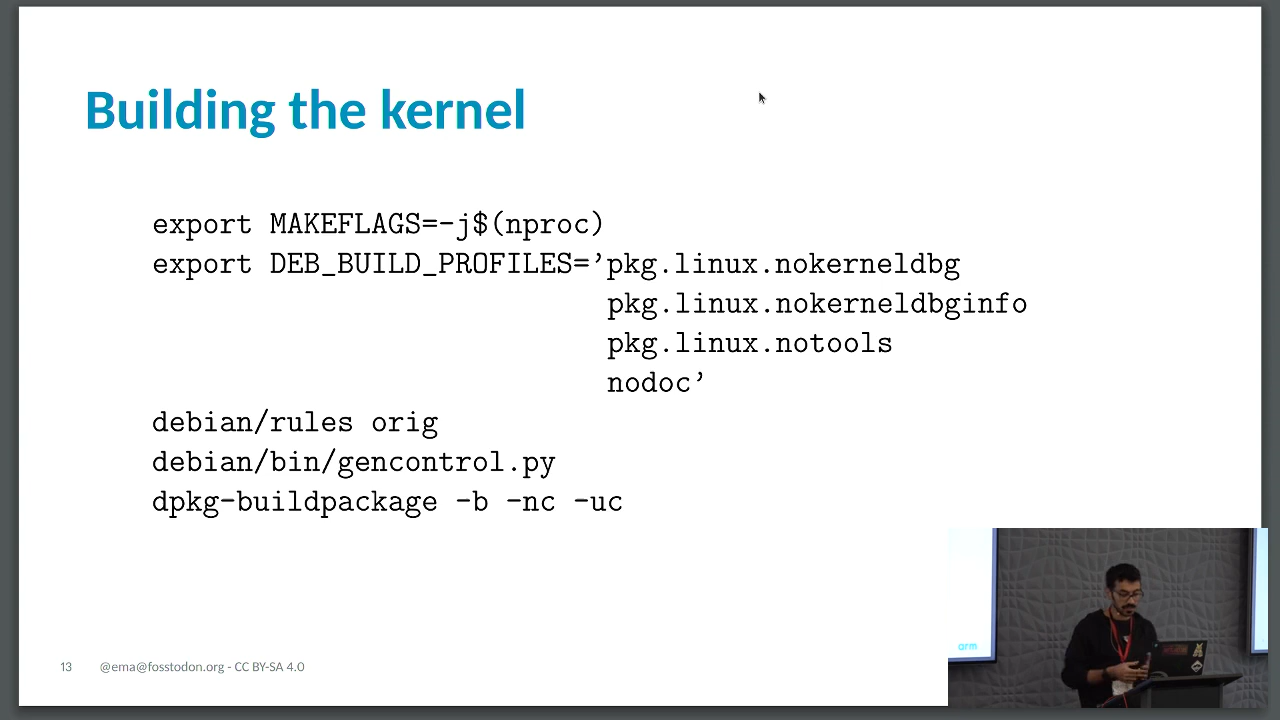 Building the kernel
export MAKEFLAGS=-j$(nproc)
export DEB_BUILD_PROFILES=’pkg.linux.nokerneldbg
pkg.linux.nokerneldbginfo
pkg.linux.notools
nodoc’
debian/rules orig
debian/bin/gencontrol.py
dpkg-buildpackage -b -nc -uc
13 @ema@fosstodon.org - CC BY-SA 4.0
arm